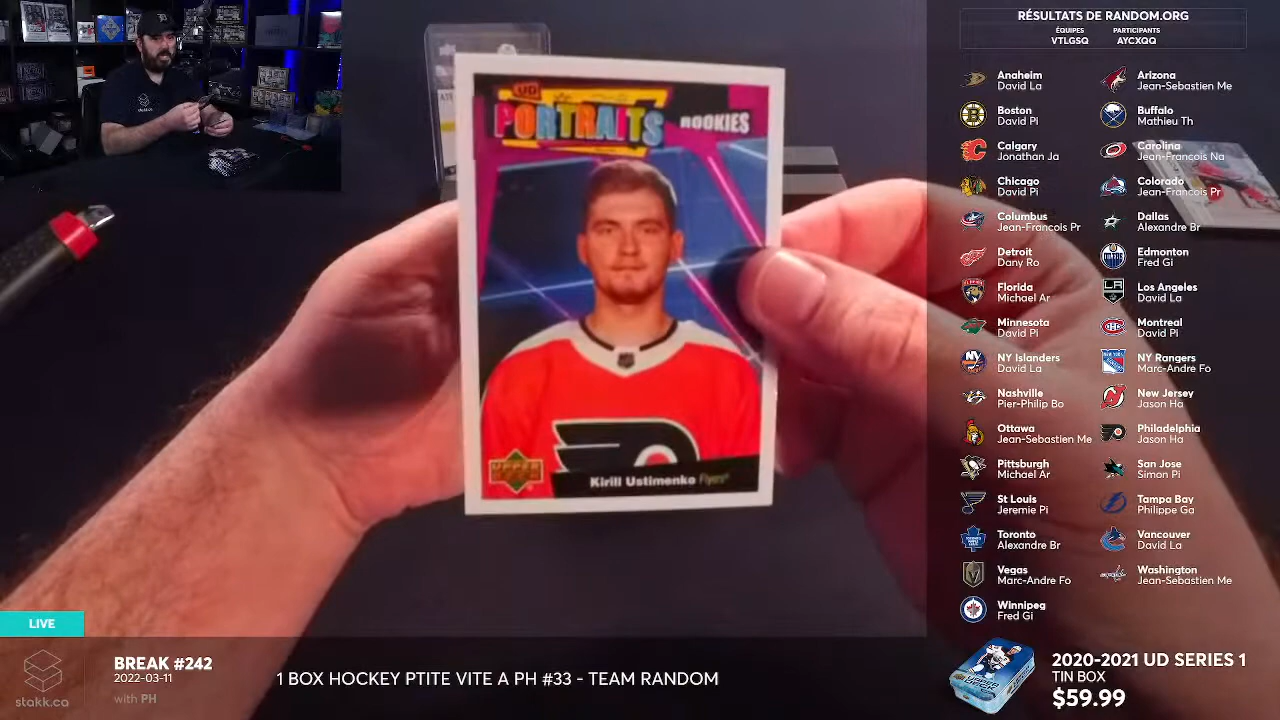 UD
PORTRAITS
ROOKIES
UPPER DECK
Kirill Ustimenko Flyers
RÉSULTATS DE RANDOM.ORG
ÉQUIPES
VTLGSQ
PARTICIPANTS
AYCXQQ
Anaheim
David La
Arizona
Jean-Sebastien Me
Boston
David Pi
Buffalo
Mathieu Th
Calgary
Jonathan Ja
Carolina
Jean-Francois Na
Chicago
David Pi
Colorado
Jean-Francois Pr
Columbus
Jean-Francois Pr
Dallas
Alexandre Br
Detroit
Dany Ro
Edmonton
Fred Gi
Florida
Michael Ar
Los Angeles
David La
Minnesota
David Pi
Montreal
David Pi
NY Islanders
David La
NY Rangers
Marc-Andre Fo
Nashville
Pier-Philip Bo
New Jersey
Jason Ha
Ottawa
Jean-Sebastien Me
Philadelphia
Jason Ha
Pittsburgh
Michael Ar
San Jose
Simon Pi
St Louis
Jeremie Pi
Tampa Bay
Philippe Ga
Toronto
Alexandre Br
Vancouver
David La
Vegas
Marc-Andre Fo
Washington
Jean-Sebastien Me
Winnipeg
Fred Gi
LIVE
stakk.ca
BREAK #242
2022-03-11
with PH
1 BOX HOCKEY PTITE VITE A PH #33 - TEAM RANDOM
2020-2021 UD SERIES 1
TIN BOX
$59.99